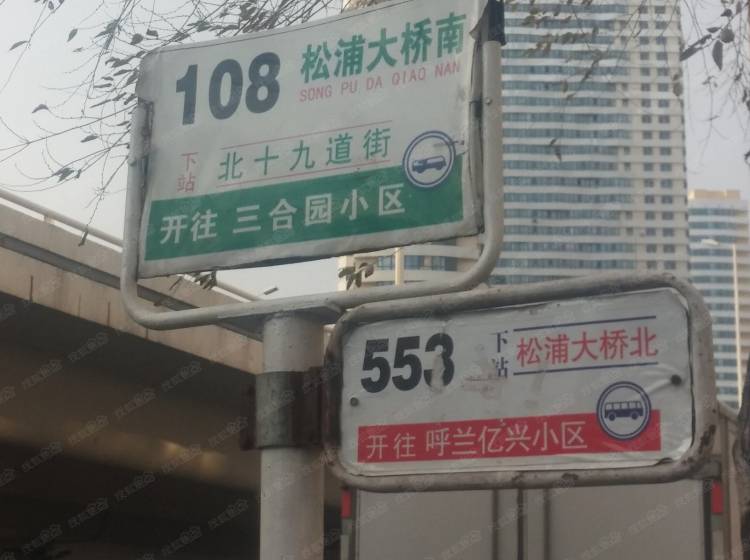 108 松浦大桥南
SONG PU DA QIAO NAN
下站 北十九道街
开往 三合园小区
553 下站 松浦大桥北
开往 呼兰亿兴小区